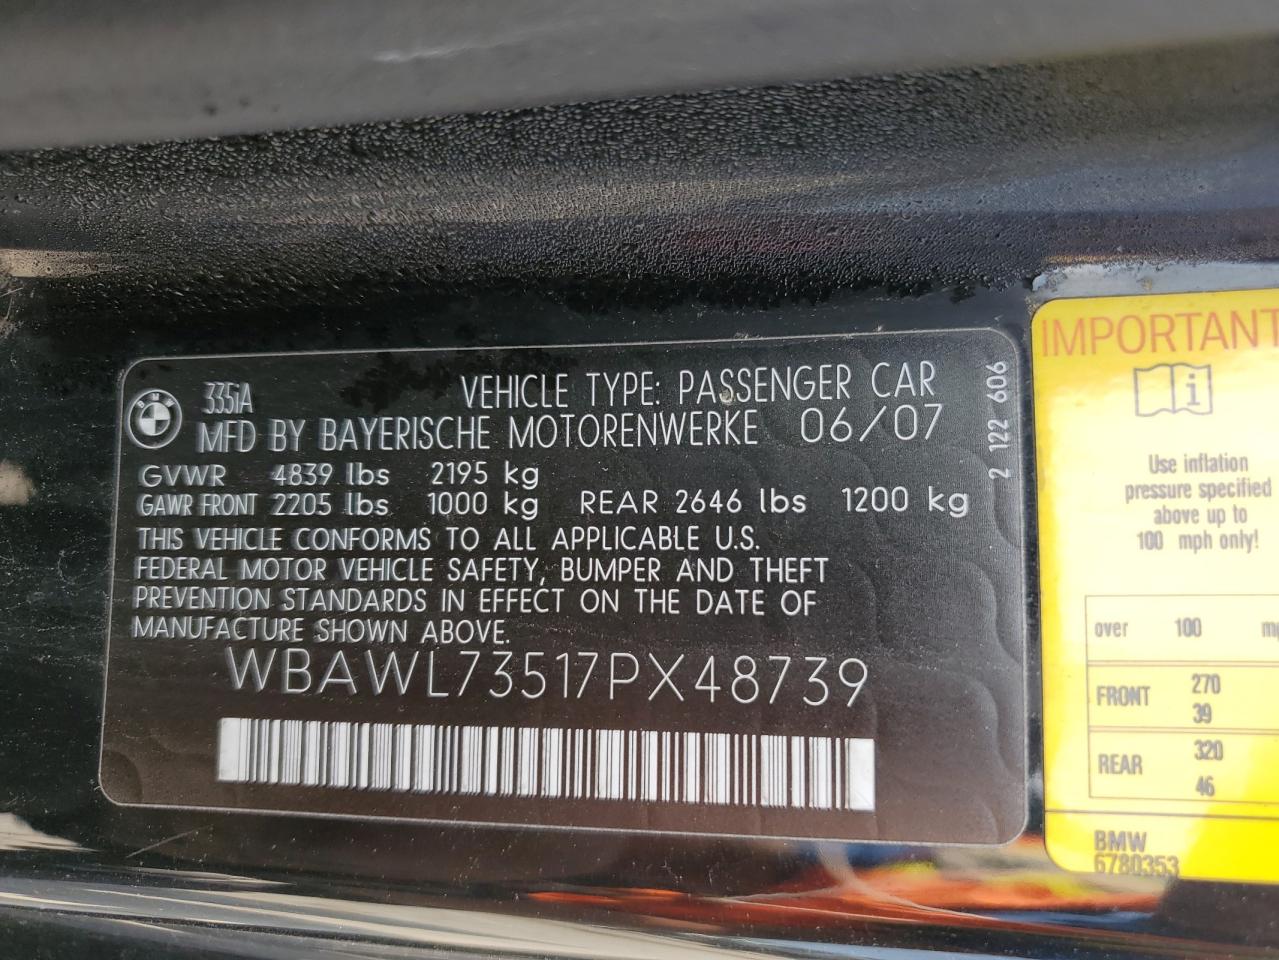 335iA
VEHICLE TYPE: PASSENGER CAR
MFD BY BAYERISCHE MOTORENWERKE 06/07
GVWR 4839 lbs 2195 kg
GAWR FRONT 2205 lbs 1000 kg REAR 2646 lbs 1200 kg
THIS VEHICLE CONFORMS TO ALL APPLICABLE U.S.
FEDERAL MOTOR VEHICLE SAFETY, BUMPER AND THEFT
PREVENTION STANDARDS IN EFFECT ON THE DATE OF
MANUFACTURE SHOWN ABOVE.
WBAWL73517PX48739
2 122 606
IMPORTANT
Use inflation
pressure specified
above up to
100 mph only!
over 100
FRONT 270
39
REAR 320
46
BMW
6780353